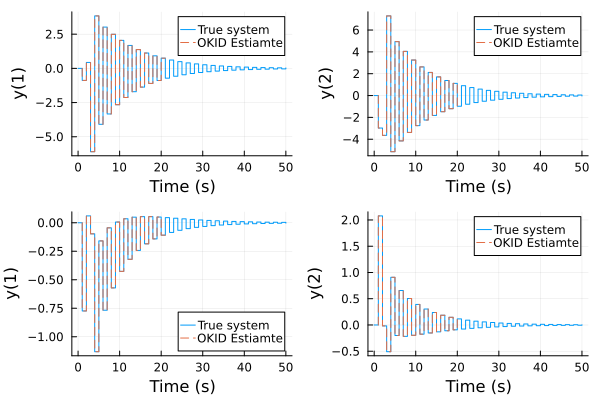 True system
OKID Estiamte
2.5
0.0
−2.5
−5.0
y(1)
0
10
20
30
40
50
Time (s)
True system
OKID Estiamte
6
4
2
0
−2
−4
y(2)
0
10
20
30
40
50
Time (s)
0.00
−0.25
−0.50
−0.75
−1.00
y(1)
True system
OKID Estiamte
0
10
20
30
40
50
Time (s)
True system
OKID Estiamte
2.0
1.5
1.0
0.5
0.0
−0.5
y(2)
0
10
20
30
40
50
Time (s)